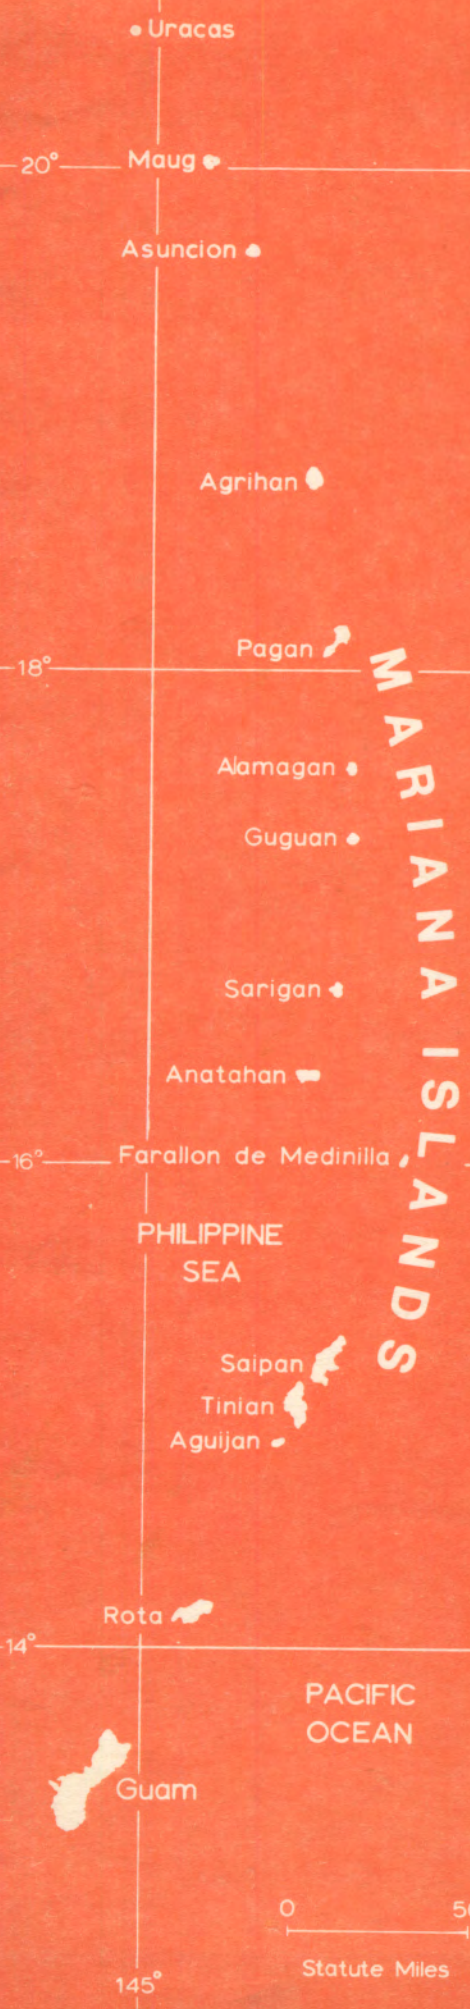 Uracas
20°
Maug
Asuncion
Agrihan
Pagan
18°
MARIANA ISLANDS
Alamagan
Guguan
Sarigan
Anatahan
16°
Farallon de Medinilla
PHILIPPINE
SEA
Saipan
Tinian
Aguijan
Rota
14°
PACIFIC
OCEAN
Guam
0
Statute Miles
145°